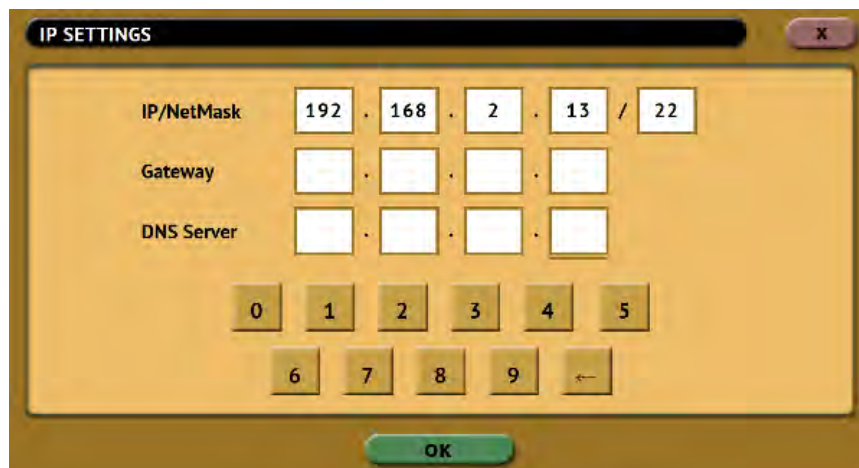 IP SETTINGS X
IP/NetMask 192 . 168 . 2 . 13 / 22
Gateway . . .
DNS Server . . .
0 1 2 3 4 5
6 7 8 9 ←
OK